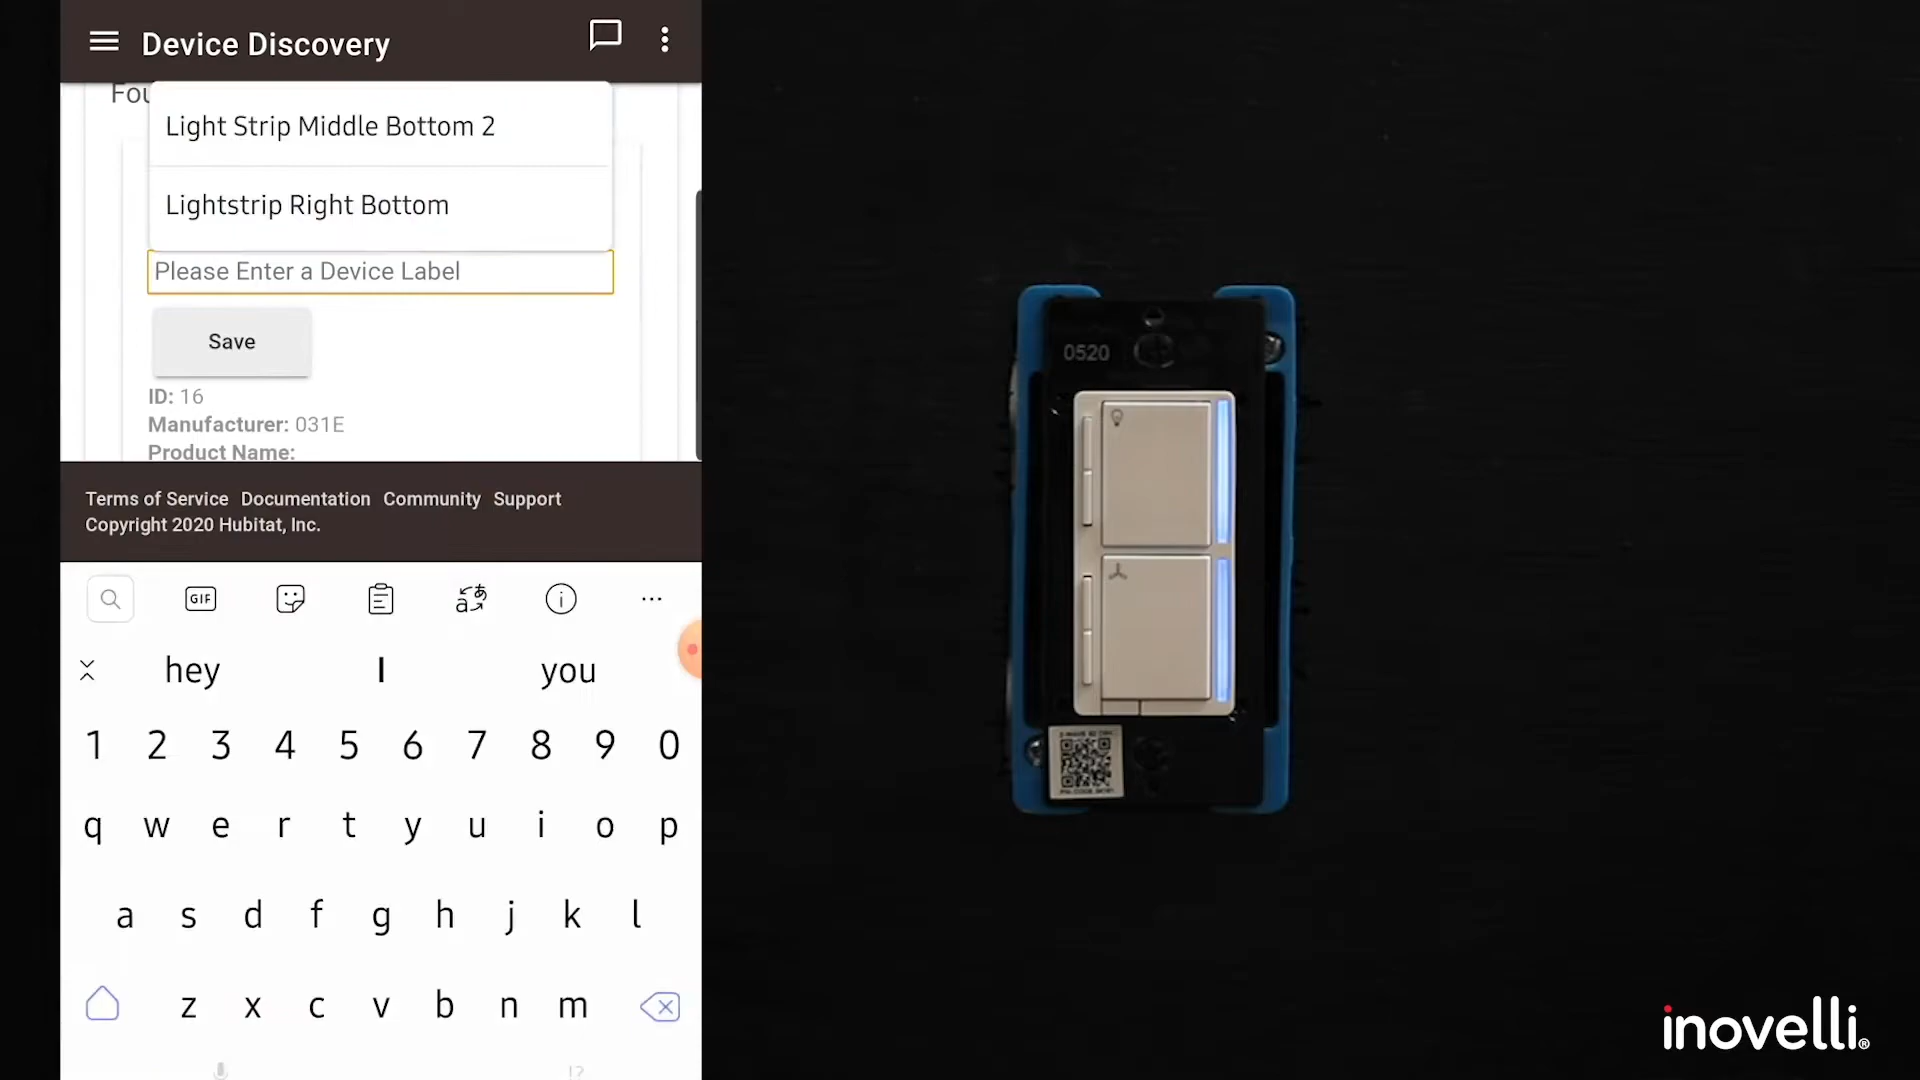 Device Discovery
Fou
Light Strip Middle Bottom 2
Lightstrip Right Bottom
Please Enter a Device Label
Save
ID: 16
Manufacturer: 031E
Product Name:
Terms of Service Documentation Community Support
Copyright 2020 Hubitat, Inc.
GIF
hey I you
1 2 3 4 5 6 7 8 9 0
q w e r t y u i o p
a s d f g h j k l
z x c v b n m
!?
0520
inovelli®